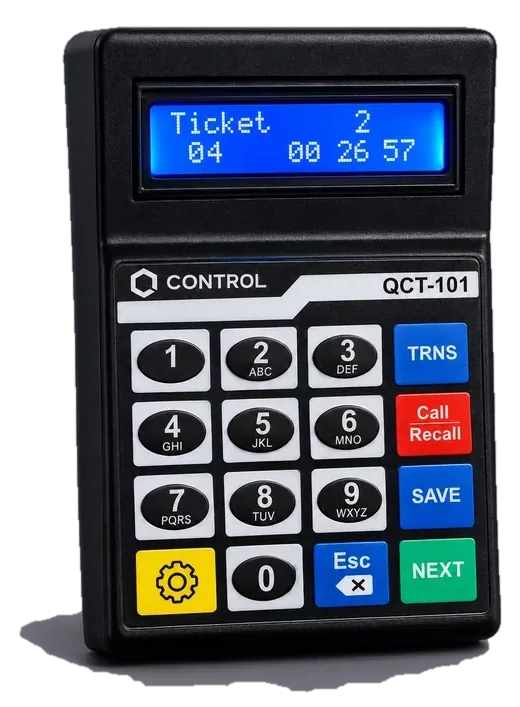 Ticket 2
04 00 26 57
CONTROL
QCT-101
1
2
ABC
3
DEF
TRNS
4
GHI
5
JKL
6
MNO
Call
Recall
7
PQRS
8
TUV
9
WXYZ
SAVE
0
Esc
NEXT